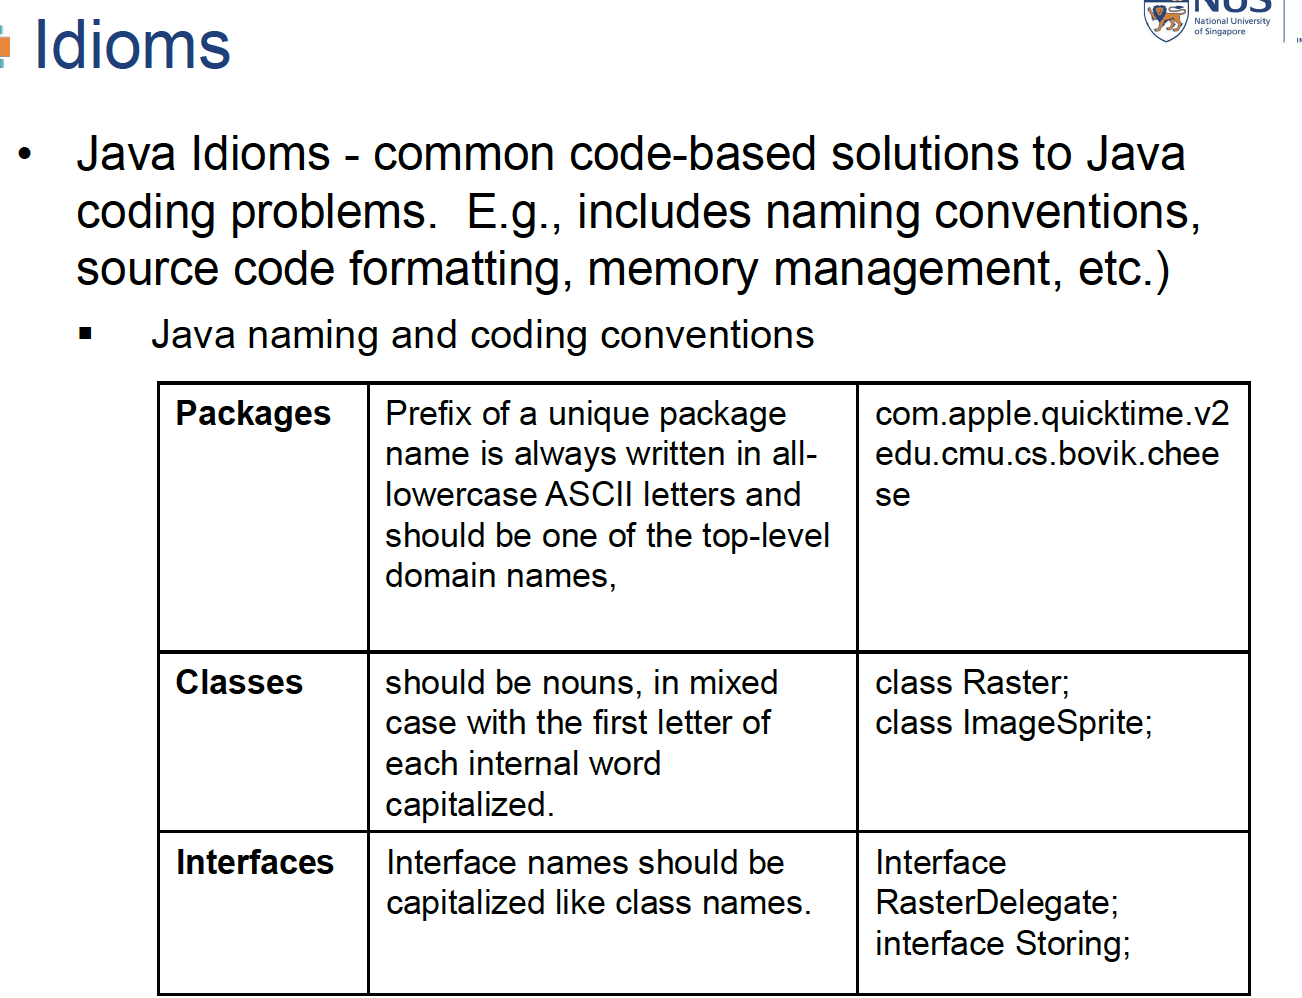 Idioms
NUS
National University
of Singapore
• Java Idioms - common code-based solutions to Java
coding problems.  E.g., includes naming conventions,
source code formatting, memory management, etc.)
▪ Java naming and coding conventions
Packages
Prefix of a unique package
name is always written in all-
lowercase ASCII letters and
should be one of the top-level
domain names,
com.apple.quicktime.v2
edu.cmu.cs.bovik.chee
se
Classes
should be nouns, in mixed
case with the first letter of
each internal word
capitalized.
class Raster;
class ImageSprite;
Interfaces
Interface names should be
capitalized like class names.
Interface
RasterDelegate;
interface Storing;